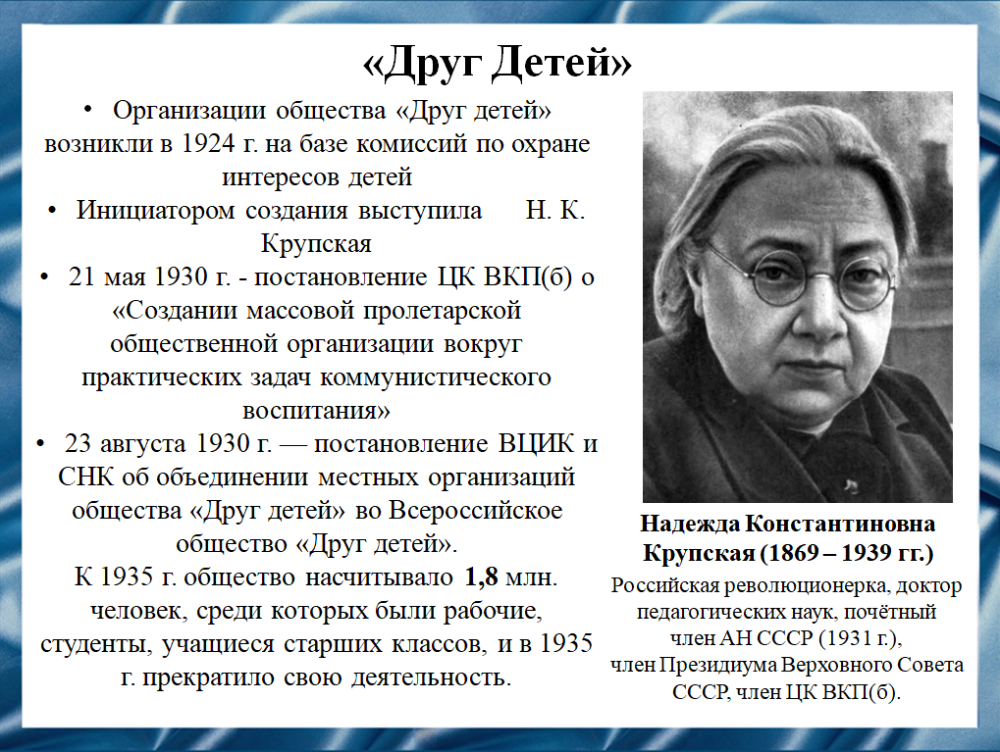 «Друг Детей»
• Организации общества «Друг детей»
возникли в 1924 г. на базе комиссий по охране
интересов детей
• Инициатором создания выступила Н. К.
Крупская
• 21 мая 1930 г. - постановление ЦК ВКП(б) о
«Создании массовой пролетарской
общественной организации вокруг
практических задач коммунистического
воспитания»
• 23 августа 1930 г. — постановление ВЦИК и
СНК об объединении местных организаций
общества «Друг детей» во Всероссийское
общество «Друг детей».
К 1935 г. общество насчитывало 1,8 млн.
человек, среди которых были рабочие,
студенты, учащиеся старших классов, и в 1935
г. прекратило свою деятельность.
Надежда Константиновна
Крупская (1869 – 1939 гг.)
Российская революционерка, доктор
педагогических наук, почётный
член АН СССР (1931 г.),
член Президиума Верховного Совета
СССР, член ЦК ВКП(б).